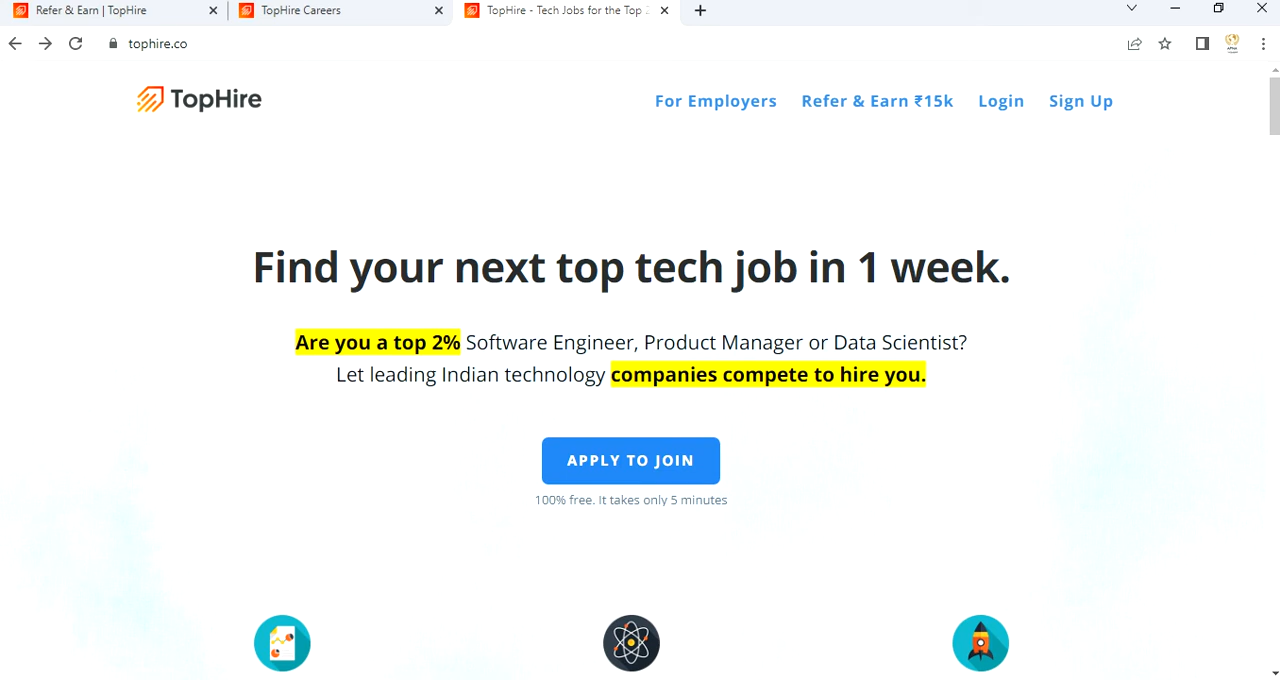 Refer & Earn | TopHire
TopHire Careers
TopHire - Tech Jobs for the Top
tophire.co
TopHire
For Employers
Refer & Earn ₹15k
Login
Sign Up
Find your next top tech job in 1 week.
Are you a top 2% Software Engineer, Product Manager or Data Scientist?
Let leading Indian technology companies compete to hire you.
APPLY TO JOIN
100% free. It takes only 5 minutes